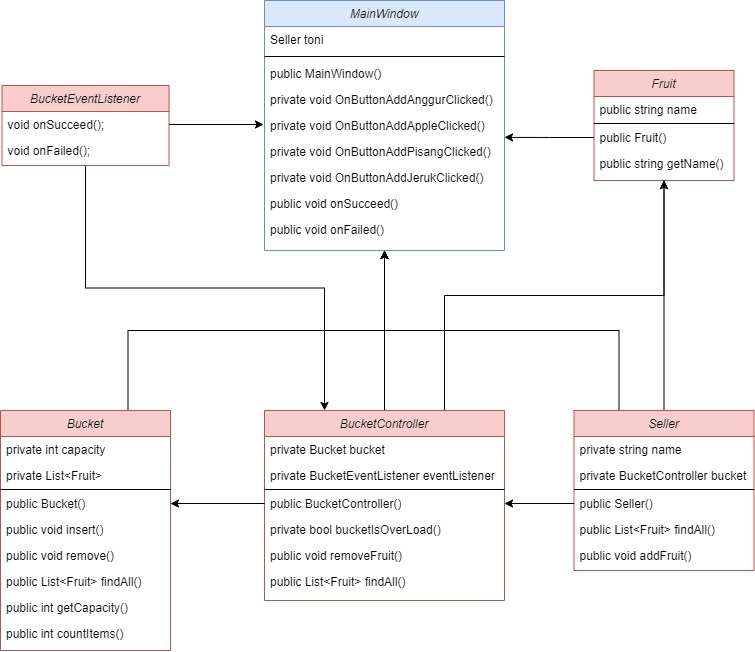 MainWindow
Seller toni
public MainWindow()
private void OnButtonAddAnggurClicked()
private void OnButtonAddAppleClicked()
private void OnButtonAddPisangClicked()
private void OnButtonAddJerukClicked()
public void onSucceed()
public void onFailed()
BucketEventListener
void onSucceed();
void onFailed();
Fruit
public string name
public Fruit()
public string getName()
Bucket
private int capacity
private List<Fruit>
public Bucket()
public void insert()
public void remove()
public List<Fruit> findAll()
public int getCapacity()
public int countItems()
BucketController
private Bucket bucket
private BucketEventListener eventListener
public BucketController()
private bool bucketIsOverLoad()
public void removeFruit()
public List<Fruit> findAll()
Seller
private string name
private BucketController bucket
public Seller()
public List<Fruit> findAll()
public void addFruit()